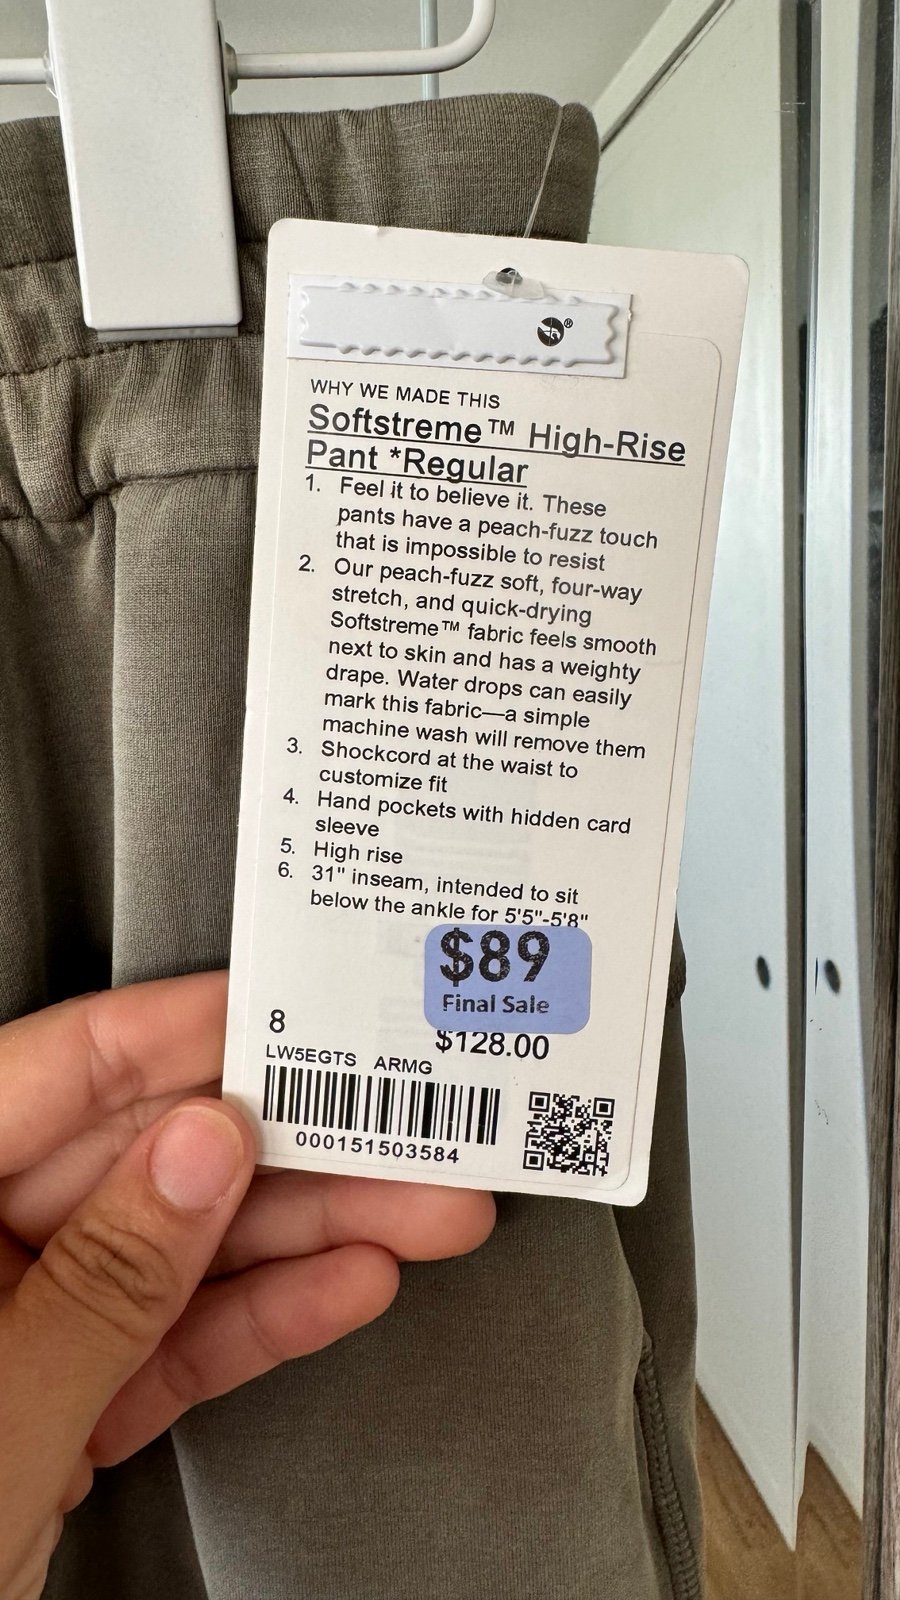 WHY WE MADE THIS
Softstreme™ High-Rise
Pant *Regular
1. Feel it to believe it. These
pants have a peach-fuzz touch
that is impossible to resist
2. Our peach-fuzz soft, four-way
stretch, and quick-drying
Softstreme™ fabric feels smooth
next to skin and has a weighty
drape. Water drops can easily
mark this fabric—a simple
machine wash will remove them
3. Shockcord at the waist to
customize fit
4. Hand pockets with hidden card
sleeve
5. High rise
6. 31" inseam, intended to sit
below the ankle for 5'5"-5'8"
$89
Final Sale
8
$128.00
LW5EGTS ARMG
000151503584